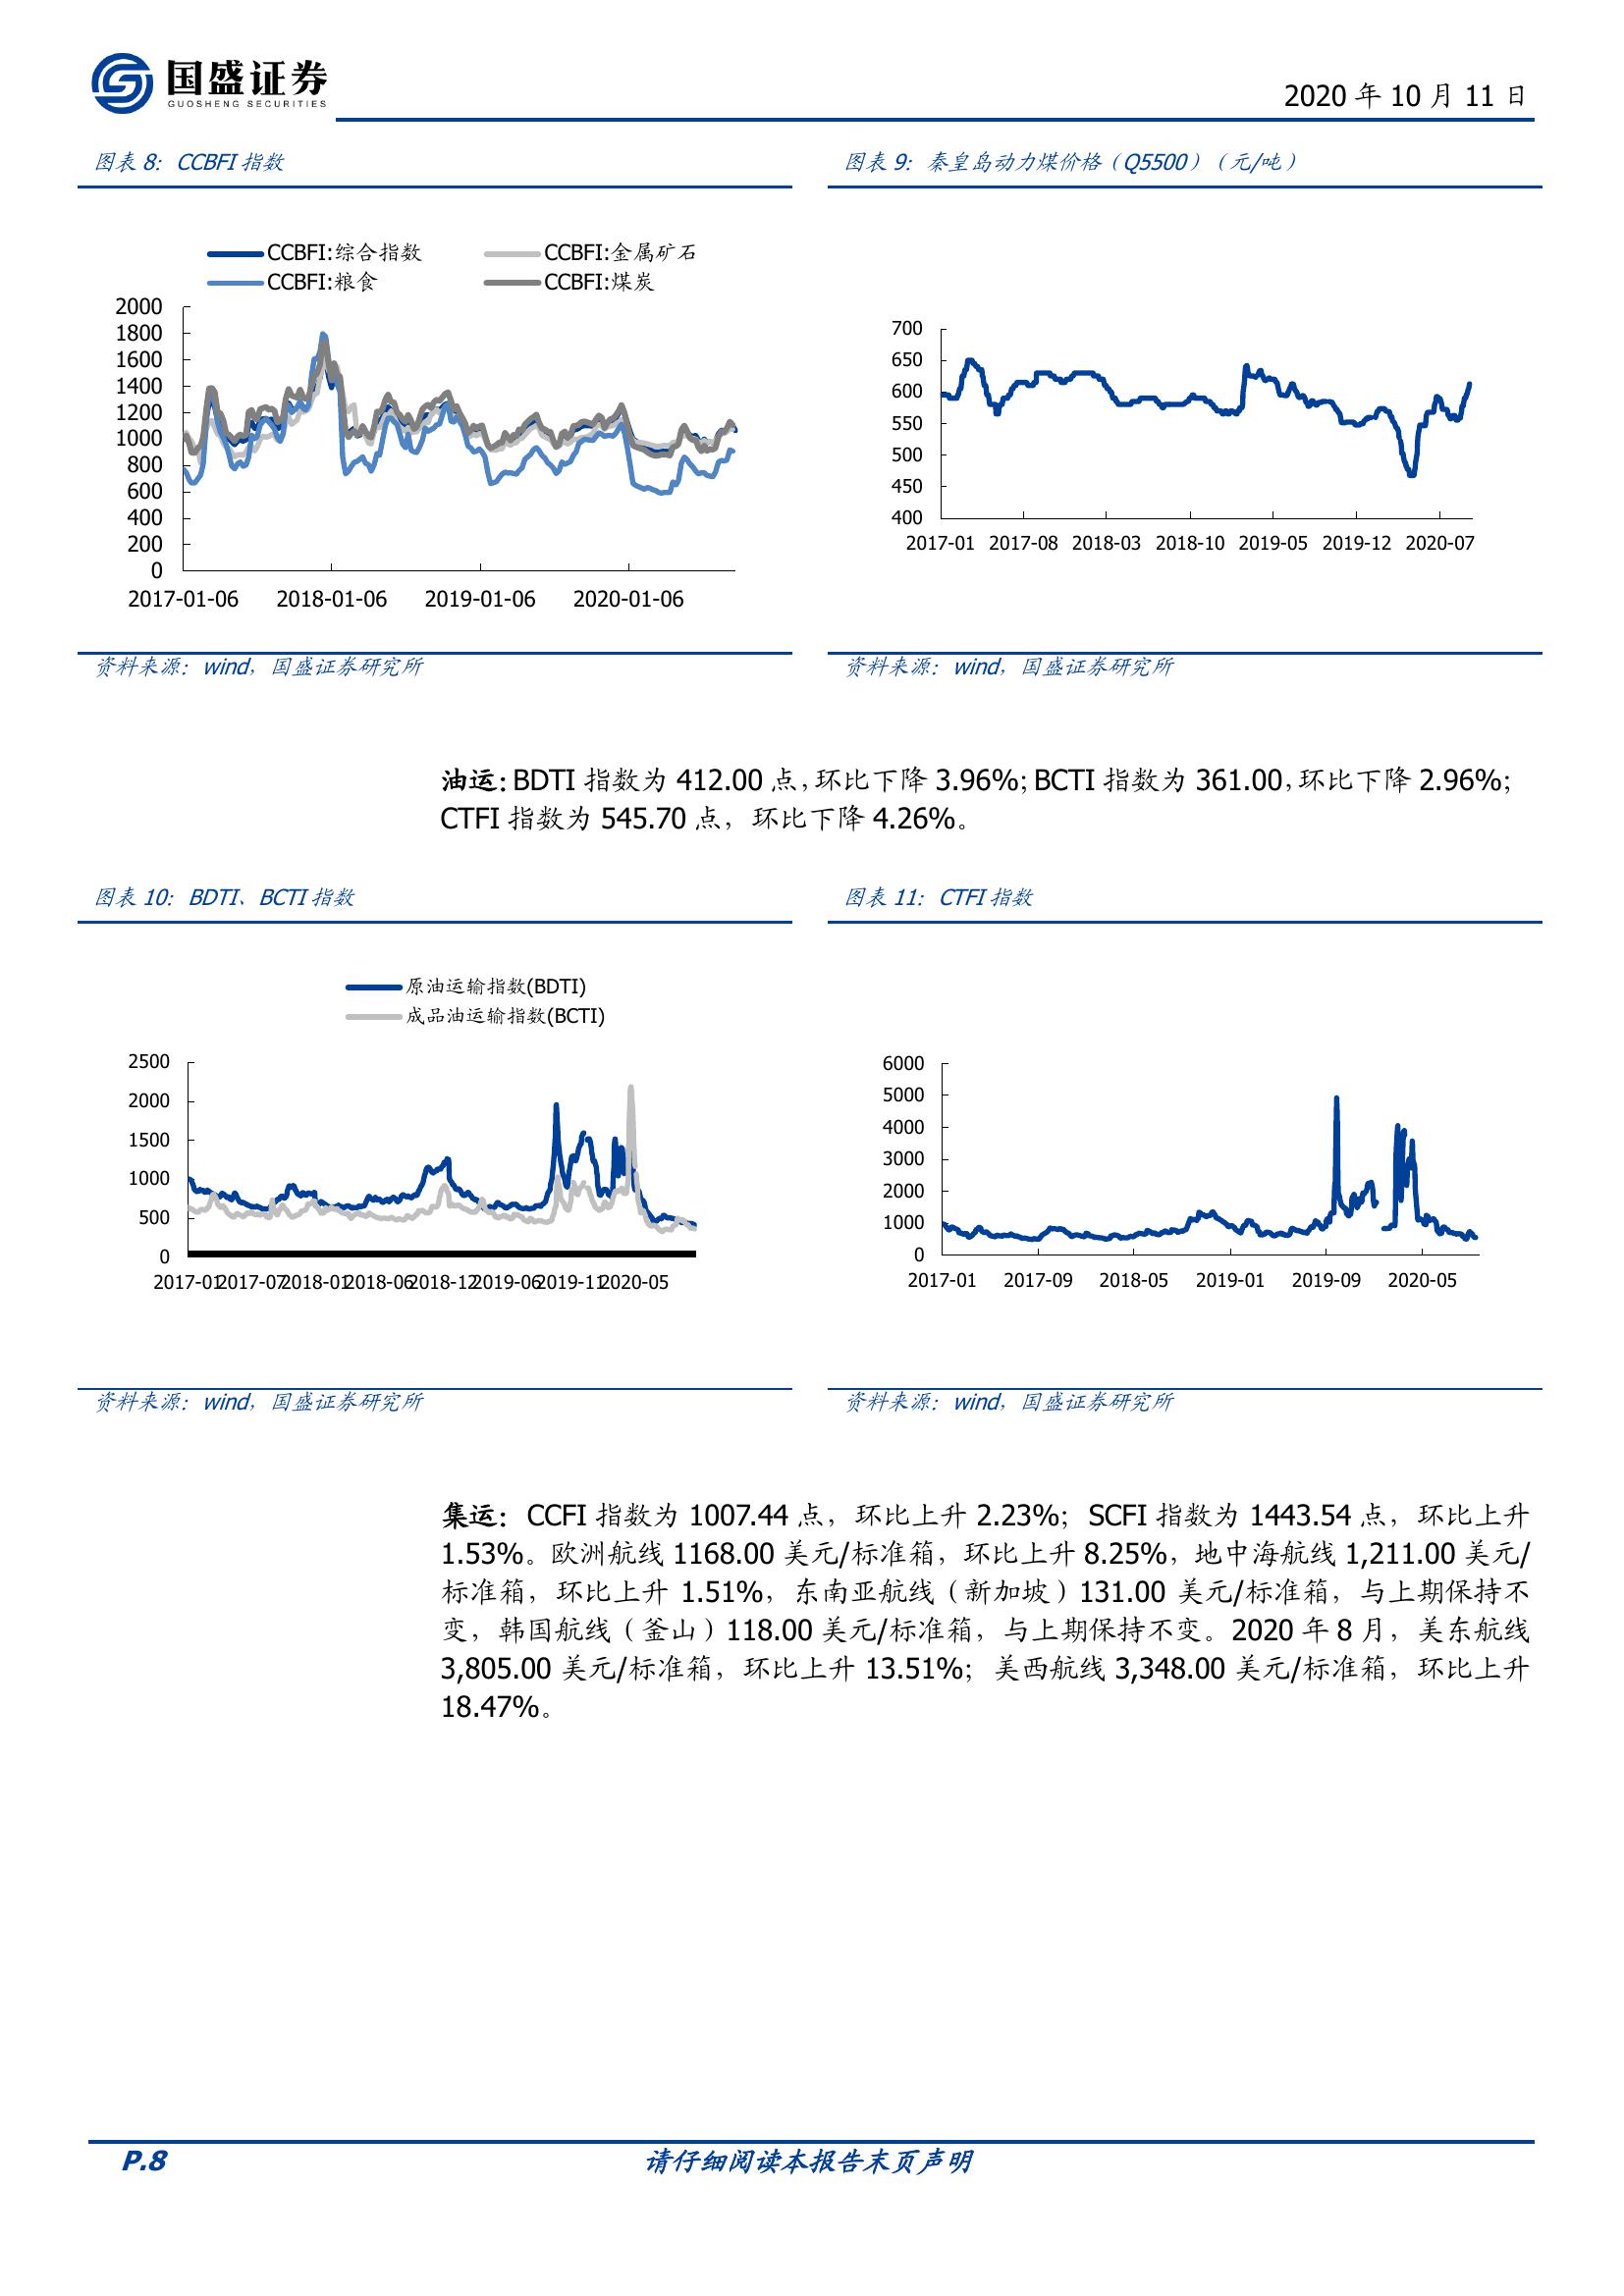 国盛证券
GUOSHENG SECURITIES
2020 年 10 月 11 日
图表 8：CCBFI 指数
CCBFI:综合指数 CCBFI:金属矿石
CCBFI:粮食 CCBFI:煤炭
2000
1800
1600
1400
1200
1000
800
600
400
200
0
2017-01-06 2018-01-06 2019-01-06 2020-01-06
资料来源：wind，国盛证券研究所
图表 9：秦皇岛动力煤价格（Q5500）（元/吨）
700
650
600
550
500
450
400
2017-01 2017-08 2018-03 2018-10 2019-05 2019-12 2020-07
资料来源：wind，国盛证券研究所
油运：BDTI 指数为 412.00 点，环比下降 3.96%；BCTI 指数为 361.00，环比下降 2.96%；
CTFI 指数为 545.70 点，环比下降 4.26%。
图表 10：BDTI、BCTI 指数
原油运输指数(BDTI)
成品油运输指数(BCTI)
2500
2000
1500
1000
500
0
2017-01 2017-07 2018-01 2018-06 2018-12 2019-06 2019-11 2020-05
资料来源：wind，国盛证券研究所
图表 11：CTFI 指数
6000
5000
4000
3000
2000
1000
0
2017-01 2017-09 2018-05 2019-01 2019-09 2020-05
资料来源：wind，国盛证券研究所
集运：CCFI 指数为 1007.44 点，环比上升 2.23%；SCFI 指数为 1443.54 点，环比上升
1.53%。欧洲航线 1168.00 美元/标准箱，环比上升 8.25%，地中海航线 1,211.00 美元/
标准箱，环比上升 1.51%，东南亚航线（新加坡）131.00 美元/标准箱，与上期保持不
变，韩国航线（釜山）118.00 美元/标准箱，与上期保持不变。2020 年 8 月，美东航线
3,805.00 美元/标准箱，环比上升 13.51%；美西航线 3,348.00 美元/标准箱，环比上升
18.47%。
P.8
请仔细阅读本报告末页声明